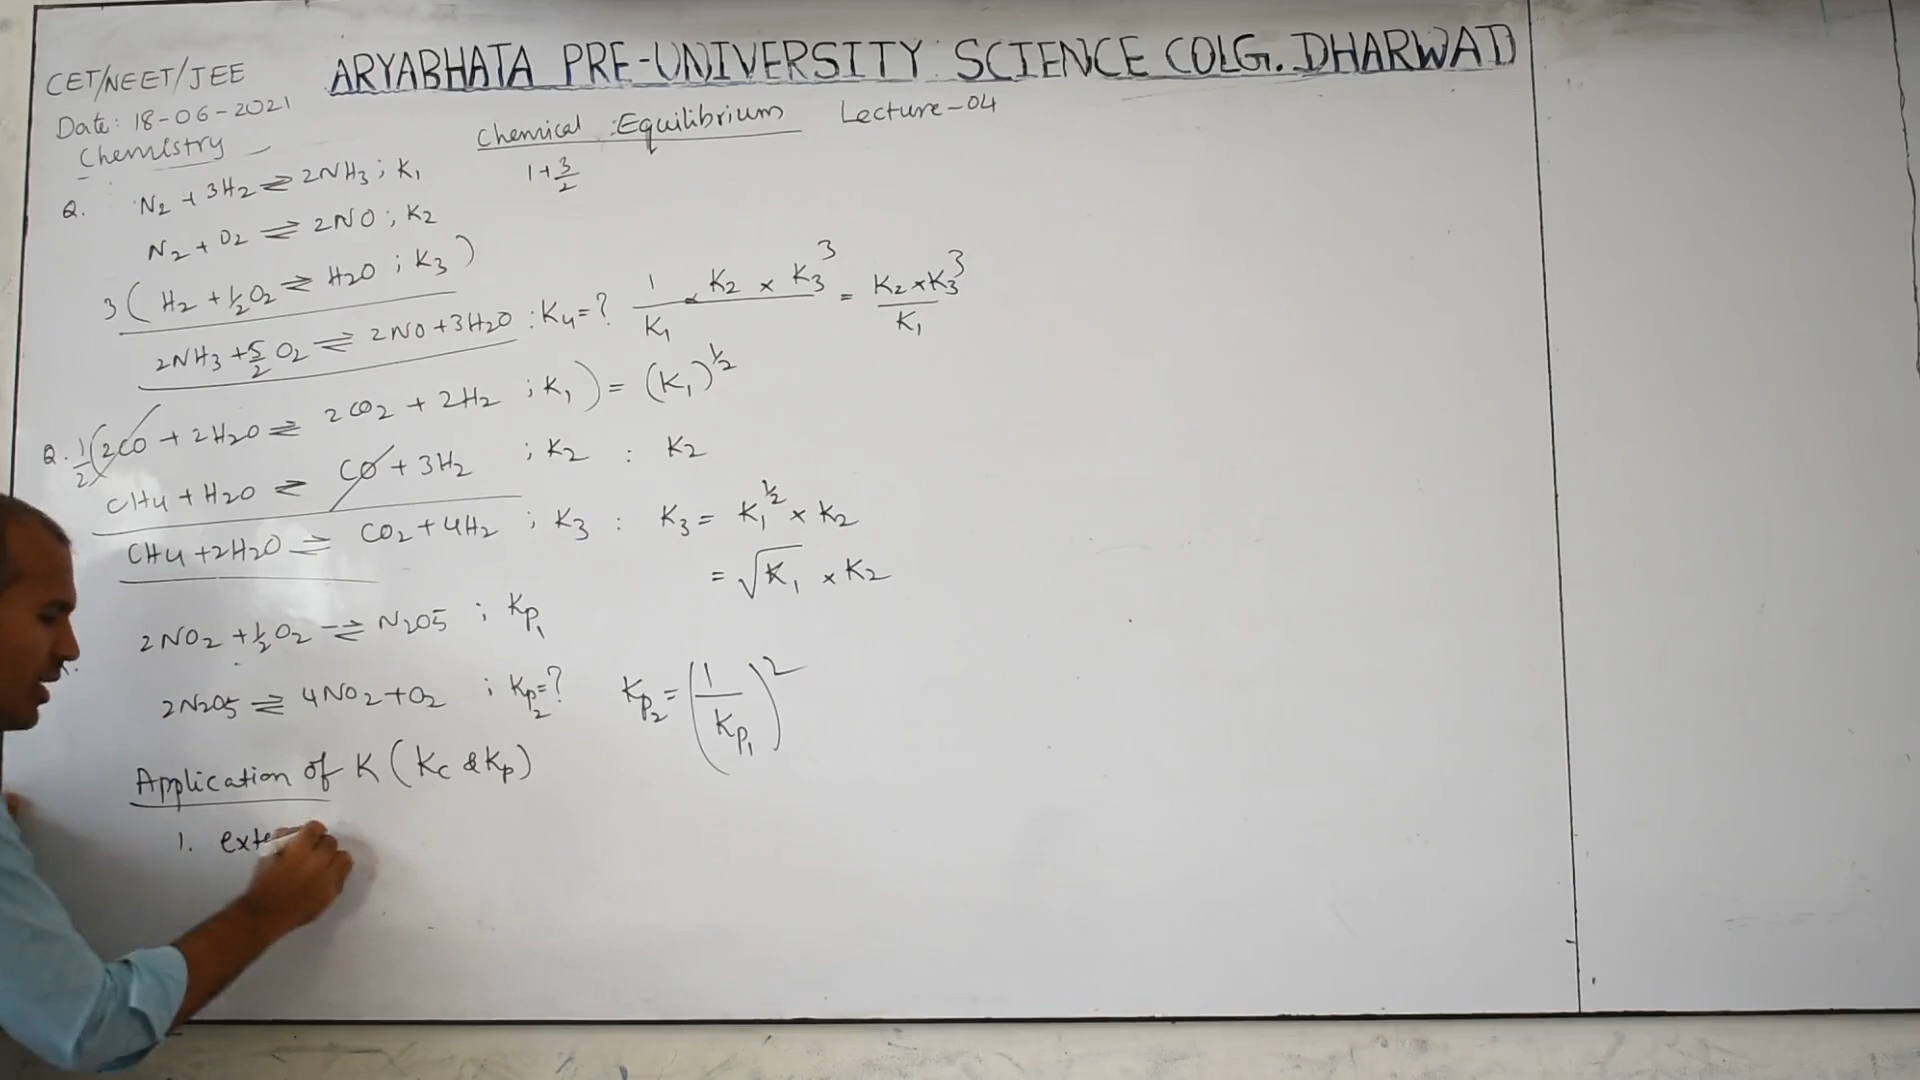 CET/NEET/JEE ARYABHATA PRE-UNIVERSITY SCIENCE COLG. DHARWAD
Date: 18-06-2021
Chemistry
Chemical Equilibrium Lecture-04
1+3/2
Q. N2 + 3H2 ⇌ 2NH3 ; K1
N2 + O2 ⇌ 2NO ; K2
3 ( H2 + 1/2 O2 ⇌ H2O ; K3 )
2NH3 + 5/2 O2 ⇌ 2NO + 3H2O : K4 = ? 1/K1 × K2 × K3^3 = K2 × K3^3 / K1
Q. 1/2 ( 2CO + 2H2O ⇌ 2CO2 + 2H2 ; K1 ) = (K1)^1/2
CH4 + H2O ⇌ CO + 3H2 ; K2 : K2
CH4 + 2H2O ⇌ CO2 + 4H2 ; K3 : K3 = K1^1/2 × K2
= √K1 × K2
2NO2 + 1/2 O2 ⇌ N2O5 ; Kp1
2N2O5 ⇌ 4NO2 + O2 ; Kp2 = ? Kp2 = (1/Kp1)^2
Application of K ( Kc & Kp )
1. exte